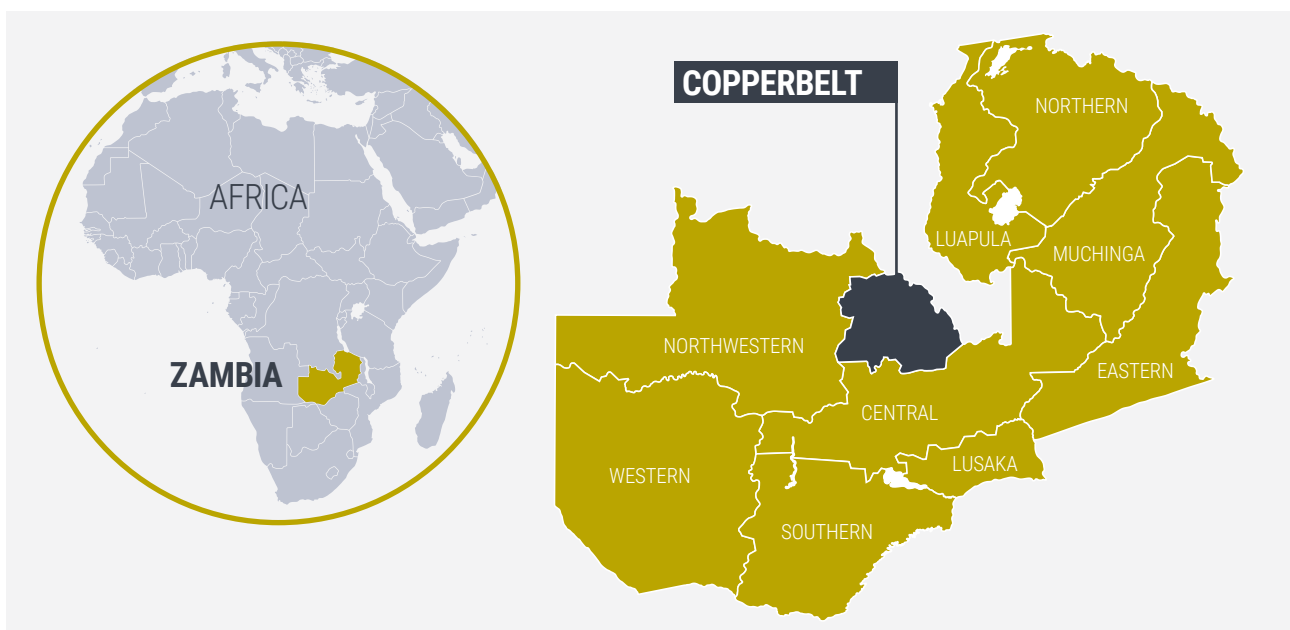 AFRICA
ZAMBIA
COPPERBELT
NORTHERN
LUAPULA
MUCHINGA
NORTHWESTERN
EASTERN
CENTRAL
LUSAKA
WESTERN
SOUTHERN